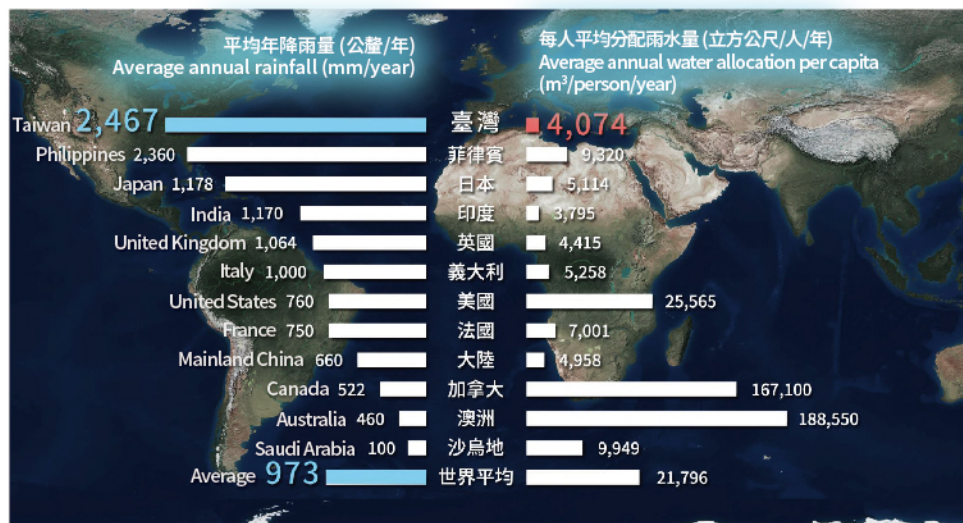 平均年降雨量 (公釐/年)
Average annual rainfall (mm/year)
每人平均分配雨水量 (立方公尺/人/年)
Average annual water allocation per capita
(m³/person/year)
Taiwan 2,467 臺灣 4,074
Philippines 2,360 菲律賓 9,320
Japan 1,178 日本 5,114
India 1,170 印度 3,795
United Kingdom 1,064 英國 4,415
Italy 1,000 義大利 5,258
United States 760 美國 25,565
France 750 法國 7,001
Mainland China 660 大陸 4,958
Canada 522 加拿大 167,100
Australia 460 澳洲 188,550
Saudi Arabia 100 沙烏地 9,949
Average 973 世界平均 21,796